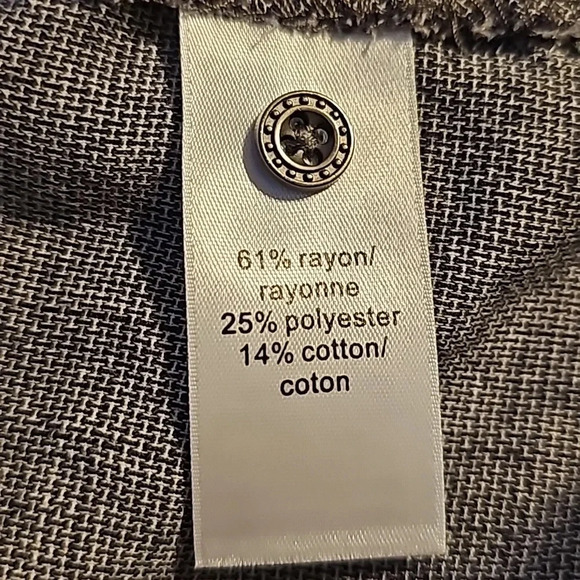 61% rayon/
rayonne
25% polyester
14% cotton/
coton